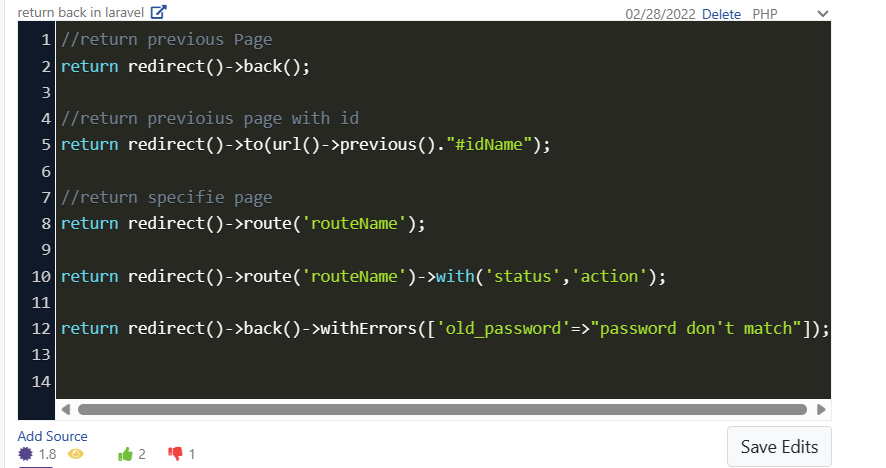 return back in laravel
02/28/2022 Delete PHP
1 //return previous Page
2 return redirect()->back();
3
4 //return previoius page with id
5 return redirect()->to(url()->previous()."#idName");
6
7 //return specifie page
8 return redirect()->route('routeName');
9
10 return redirect()->route('routeName')->with('status','action');
11
12 return redirect()->back()->withErrors(['old_password'=>"password don't match"]);
13
14
Add Source
1.8 2 1
Save Edits